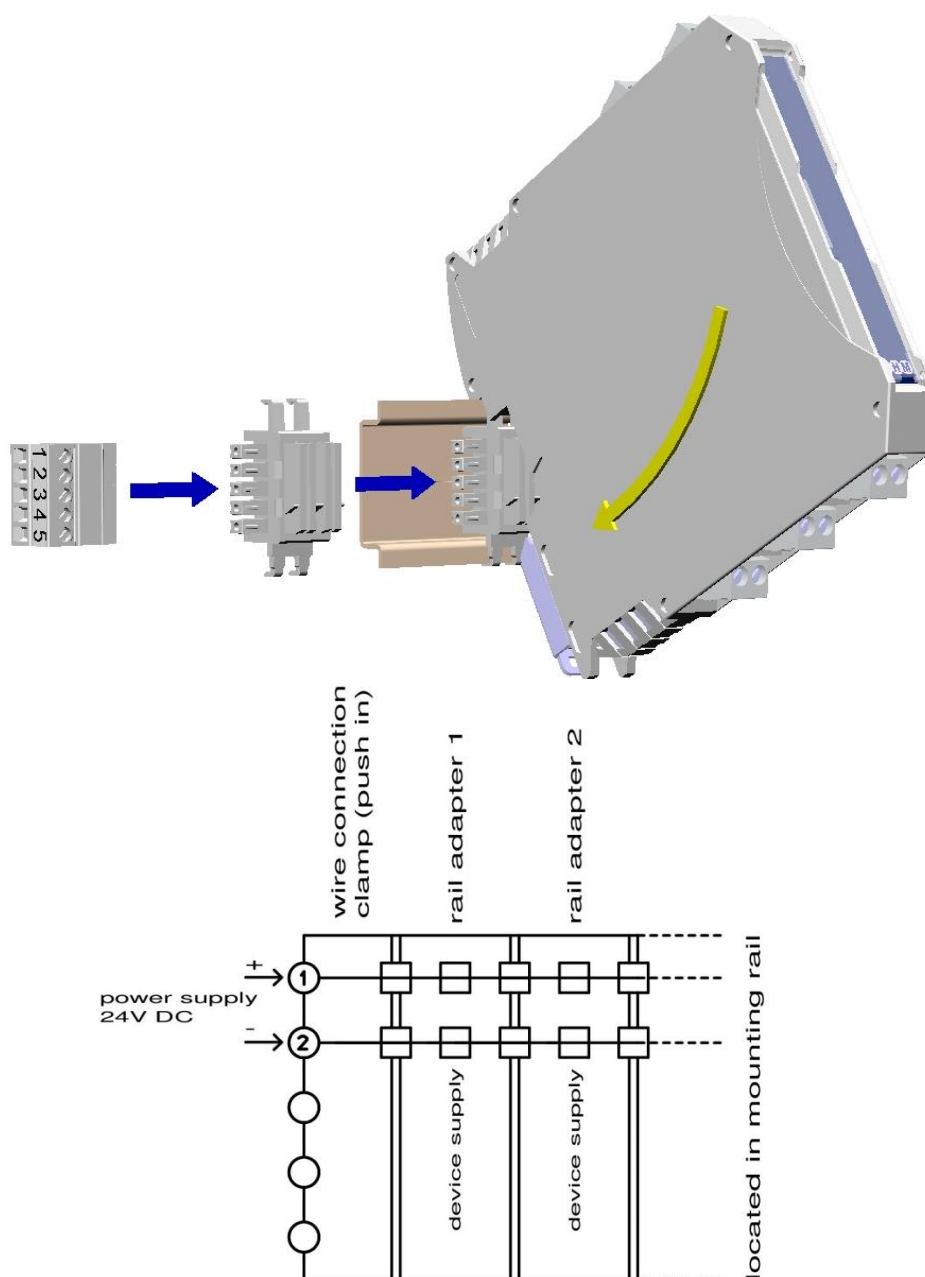 HM
1
2
3
4
5
wire connection
clamp (push in)
rail adapter 1
rail adapter 2
+
1
power supply
24V DC
-
2
device supply
device supply
located in mounting rail